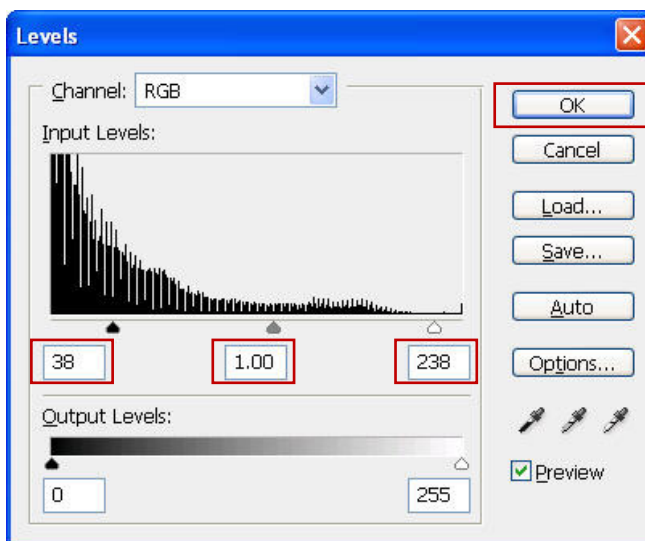 Levels
Channel: RGB
Input Levels:
38 1.00 238
Output Levels:
0 255
OK
Cancel
Load...
Save...
Auto
Options...
Preview